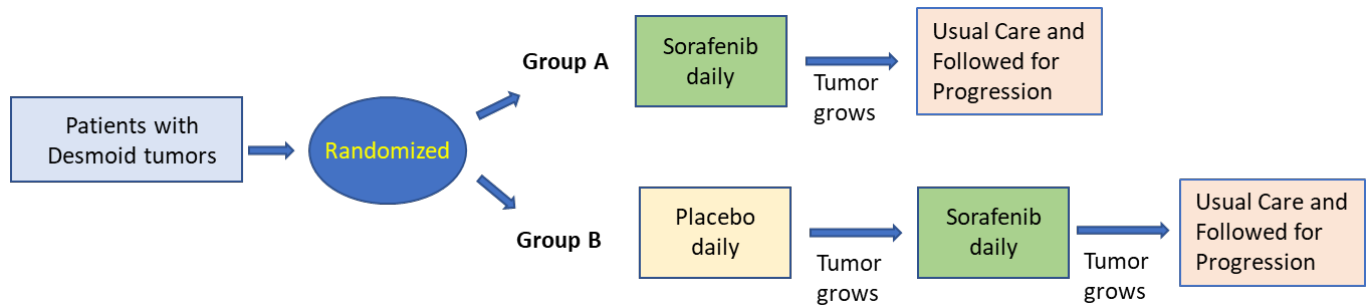 Patients with
Desmoid tumors
Randomized
Group A
Sorafenib
daily
Tumor
grows
Usual Care and
Followed for
Progression
Group B
Placebo
daily
Tumor
grows
Sorafenib
daily
Tumor
grows
Usual Care and
Followed for
Progression